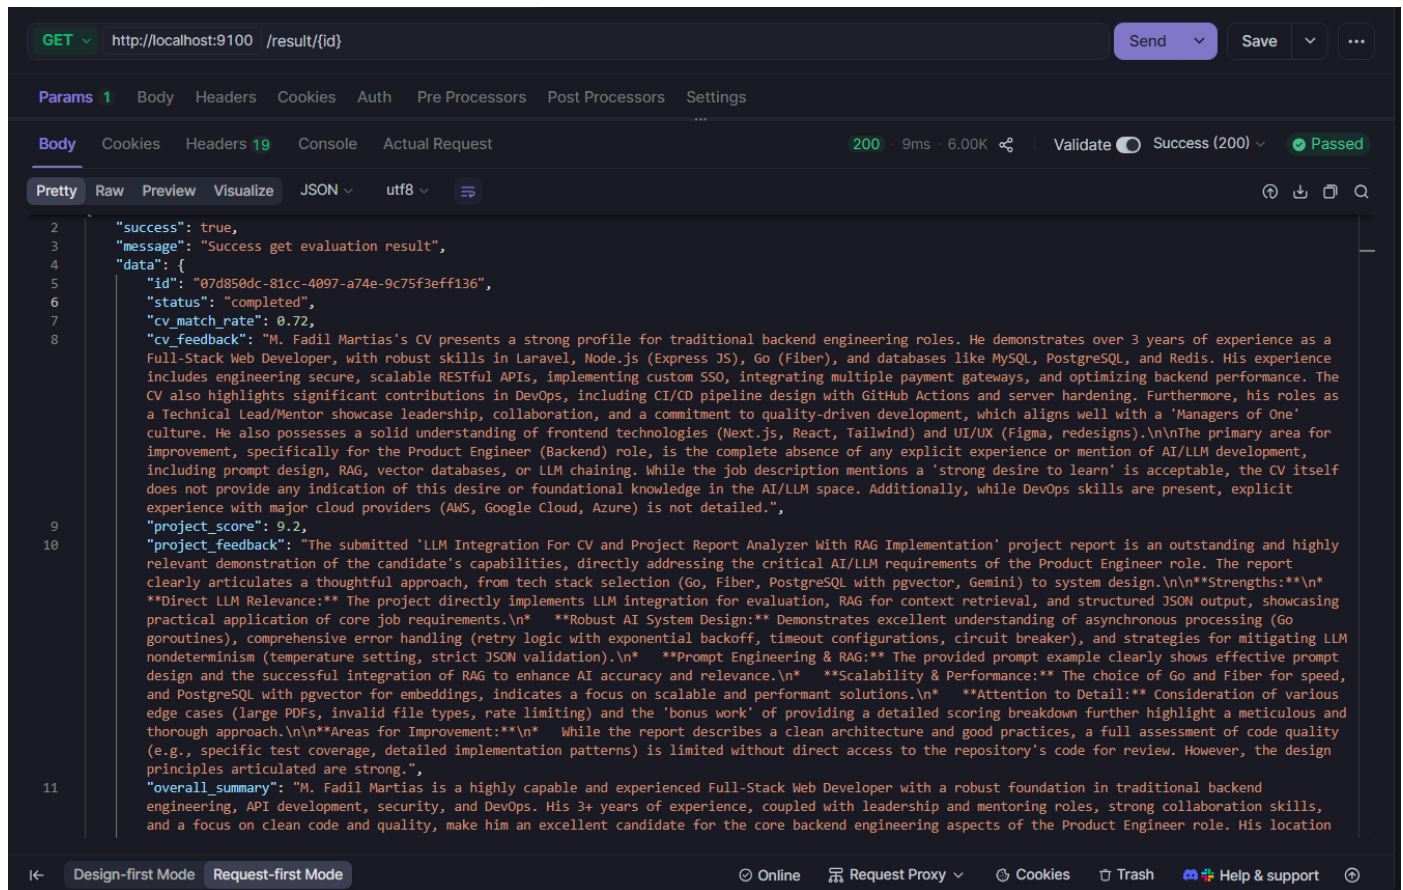 GET http://localhost:9100 /result/{id} Send Save
Params 1 Body Headers Cookies Auth Pre Processors Post Processors Settings
Body Cookies Headers 19 Console Actual Request 200 9ms 6.00K Validate Success (200) Passed
Pretty Raw Preview Visualize JSON utf8
2 "success": true,
3 "message": "Success get evaluation result",
4 "data": {
5 "id": "07d850dc-81cc-4097-a74e-9c75f3eff136",
6 "status": "completed",
7 "cv_match_rate": 0.72,
8 "cv_feedback": "M. Fadil Martias's CV presents a strong profile for traditional backend engineering roles. He demonstrates over 3 years of experience as a
Full-Stack Web Developer, with robust skills in Laravel, Node.js (Express JS), Go (Fiber), and databases like MySQL, PostgreSQL, and Redis. His experience
includes engineering secure, scalable RESTful APIs, implementing custom SSO, integrating multiple payment gateways, and optimizing backend performance. The
CV also highlights significant contributions in DevOps, including CI/CD pipeline design with GitHub Actions and server hardening. Furthermore, his roles as
a Technical Lead/Mentor showcase leadership, collaboration, and a commitment to quality-driven development, which aligns well with a 'Managers of One'
culture. He also possesses a solid understanding of frontend technologies (Next.js, React, Tailwind) and UI/UX (Figma, redesigns).\n\nThe primary area for
improvement, specifically for the Product Engineer (Backend) role, is the complete absence of any explicit experience or mention of AI/LLM development,
including prompt design, RAG, vector databases, or LLM chaining. While the job description mentions a 'strong desire to learn' is acceptable, the CV itself
does not provide any indication of this desire or foundational knowledge in the AI/LLM space. Additionally, while DevOps skills are present, explicit
experience with major cloud providers (AWS, Google Cloud, Azure) is not detailed.",
9 "project_score": 9.2,
10 "project_feedback": "The submitted 'LLM Integration For CV and Project Report Analyzer With RAG Implementation' project report is an outstanding and highly
relevant demonstration of the candidate's capabilities, directly addressing the critical AI/LLM requirements of the Product Engineer role. The report
clearly articulates a thoughtful approach, from tech stack selection (Go, Fiber, PostgreSQL with pgvector, Gemini) to system design.\n\n**Strengths:**\n*
**Direct LLM Relevance:** The project directly implements LLM integration for evaluation, RAG for context retrieval, and structured JSON output, showcasing
practical application of core job requirements.\n*   **Robust AI System Design:** Demonstrates excellent understanding of asynchronous processing (Go
goroutines), comprehensive error handling (retry logic with exponential backoff, timeout configurations, circuit breaker), and strategies for mitigating LLM
nondeterminism (temperature setting, strict JSON validation).\n*   **Prompt Engineering & RAG:** The provided prompt example clearly shows effective prompt
design and the successful integration of RAG to enhance AI accuracy and relevance.\n*   **Scalability & Performance:** The choice of Go and Fiber for speed,
and PostgreSQL with pgvector for embeddings, indicates a focus on scalable and performant solutions.\n*   **Attention to Detail:** Consideration of various
edge cases (large PDFs, invalid file types, rate limiting) and the 'bonus work' of providing a detailed scoring breakdown further highlight a meticulous and
thorough approach.\n\n**Areas for Improvement:**\n*   While the report describes a clean architecture and good practices, a full assessment of code quality
(e.g., specific test coverage, detailed implementation patterns) is limited without direct access to the repository's code for review. However, the design
principles articulated are strong.",
11 "overall_summary": "M. Fadil Martias is a highly capable and experienced Full-Stack Web Developer with a robust foundation in traditional backend
engineering, API development, security, and DevOps. His 3+ years of experience, coupled with leadership and mentoring roles, strong collaboration skills,
and a focus on clean code and quality, make him an excellent candidate for the core backend engineering aspects of the Product Engineer role. His location
Design-first Mode Request-first Mode Online Request Proxy Cookies Trash Help & support